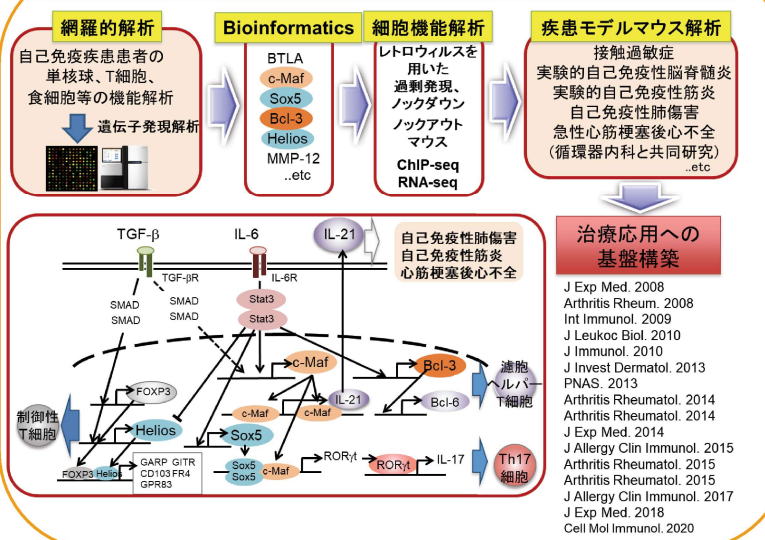 網羅的解析
自己免疫疾患患者の
単核球、T細胞、
食細胞等の機能解析
遺伝子発現解析
Bioinformatics
BTLA
c-Maf
Sox5
Bcl-3
Helios
MMP-12
..etc
細胞機能解析
レトロウィルスを
用いた
過剰発現、
ノックダウン
ノックアウト
マウス
ChIP-seq
RNA-seq
疾患モデルマウス解析
接触過敏症
実験的自己免疫性脳脊髄炎
実験的自己免疫性筋炎
自己免疫性肺傷害
急性心筋梗塞後心不全
(循環器内科と共同研究)
..etc
TGF-β
IL-6
IL-21
自己免疫性肺傷害
自己免疫性筋炎
心筋梗塞後心不全
TGF-βR
IL-6R
SMAD
SMAD
SMAD
SMAD
Stat3
Stat3
c-Maf
Bcl-3
濾胞
ヘルパー
T細胞
FOXP3
IL-21
Bcl-6
c-Maf
c-Maf
制御性
T細胞
Helios
Sox5
FOXP3
Helios
GARP GITR
CD103 FR4
GPR83
Sox5
Sox5
c-Maf
RORγt
RORγt
IL-17
Th17
細胞
治療応用への
基盤構築
J Exp Med. 2008
Arthritis Rheum. 2008
Int Immunol. 2009
J Leukoc Biol. 2010
J Immunol. 2010
J Invest Dermatol. 2013
PNAS. 2013
Arthritis Rheumatol. 2014
Arthritis Rheumatol. 2014
J Exp Med. 2014
J Allergy Clin Immunol. 2015
Arthritis Rheumatol. 2015
Arthritis Rheumatol. 2015
J Allergy Clin Immunol. 2017
J Exp Med. 2018
Cell Mol Immunol. 2020